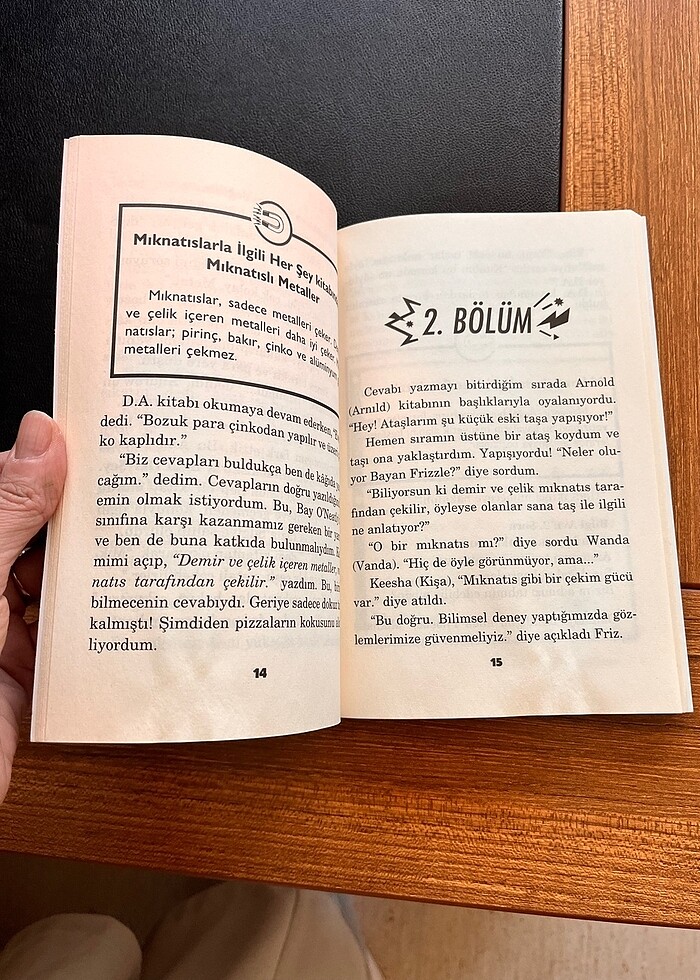 Mıknatıslarla İlgili Her Şey
Mıknatıslı Metaller
Mıknatıslar, sadece metalleri çeker.
ve çelik içeren metalleri daha iyi çeker.
natıslar; pirinç, bakır, çinko ve
metalleri çekmez.
D.A. kitabı okumaya devam ederken,
dedi. “Bozuk para çinkodan yapılır ve
ko kaplıdır.”
“Biz cevapları buldukça ben de kâğıda
cağım.” dedim. Cevapların doğru
emin olmak istiyordum. Bu, Bay
sınıfına karşı kazanmamız gereken bir
ve ben de buna katkıda bulunmalıydım.
mimi açıp, “Demir ve çelik içeren metaller,
natıs tarafından çekilir.” yazdım. Bu,
bilmecenin cevabıydı. Geriye sadece dokuz
kalmıştı! Şimdiden pizzaların kokusunu
liyordum.
14
2. BÖLÜM
Cevabı yazmayı bitirdiğim sırada Arnold
(Arnıld) kitabının başlıklarıyla oyalanıyordu.
“Hey! Ataşlarım şu küçük eski taşa yapışıyor!”
Hemen sıramın üstüne bir ataş koydum ve
taşı ona yaklaştırdım. Yapışıyordu! “Neler olu-
yor Bayan Frizzle?” diye sordum.
“Biliyorsun ki demir ve çelik mıknatıs tara-
fından çekilir, öyleyse olanlar sana taş ile ilgili
ne anlatıyor?”
“O bir mıknatıs mı?” diye sordu Wanda
(Vanda). “Hiç de öyle görünmüyor, ama...”
Keesha (Kişa), “Mıknatıs gibi bir çekim gücü
var.” diye atıldı.
“Bu doğru. Bilimsel deney yaptığımızda göz-
lemlerimize güvenmeliyiz.” diye açıkladı Friz.
15